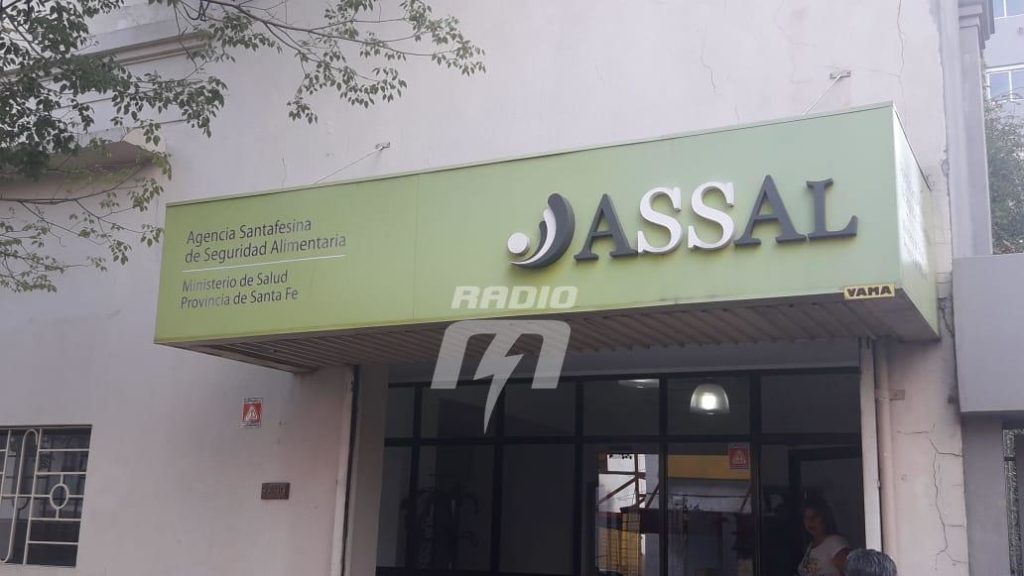 Agencia Santafesina
de Seguridad Alimentaria
Ministerio de Salud
Provincia de Santa Fe
ASSAL
VAMA
RADIO